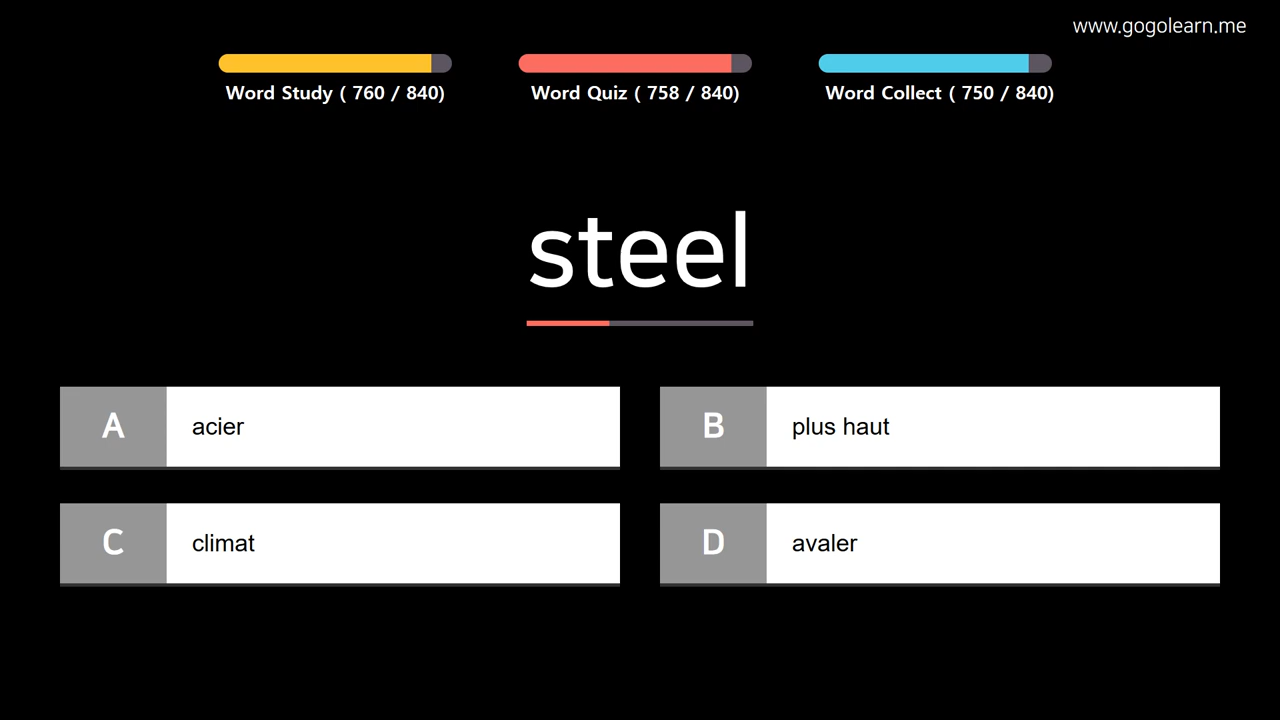 www.gogolearn.me
Word Study ( 760 / 840)
Word Quiz ( 758 / 840)
Word Collect ( 750 / 840)
steel
A acier
B plus haut
C climat
D avaler